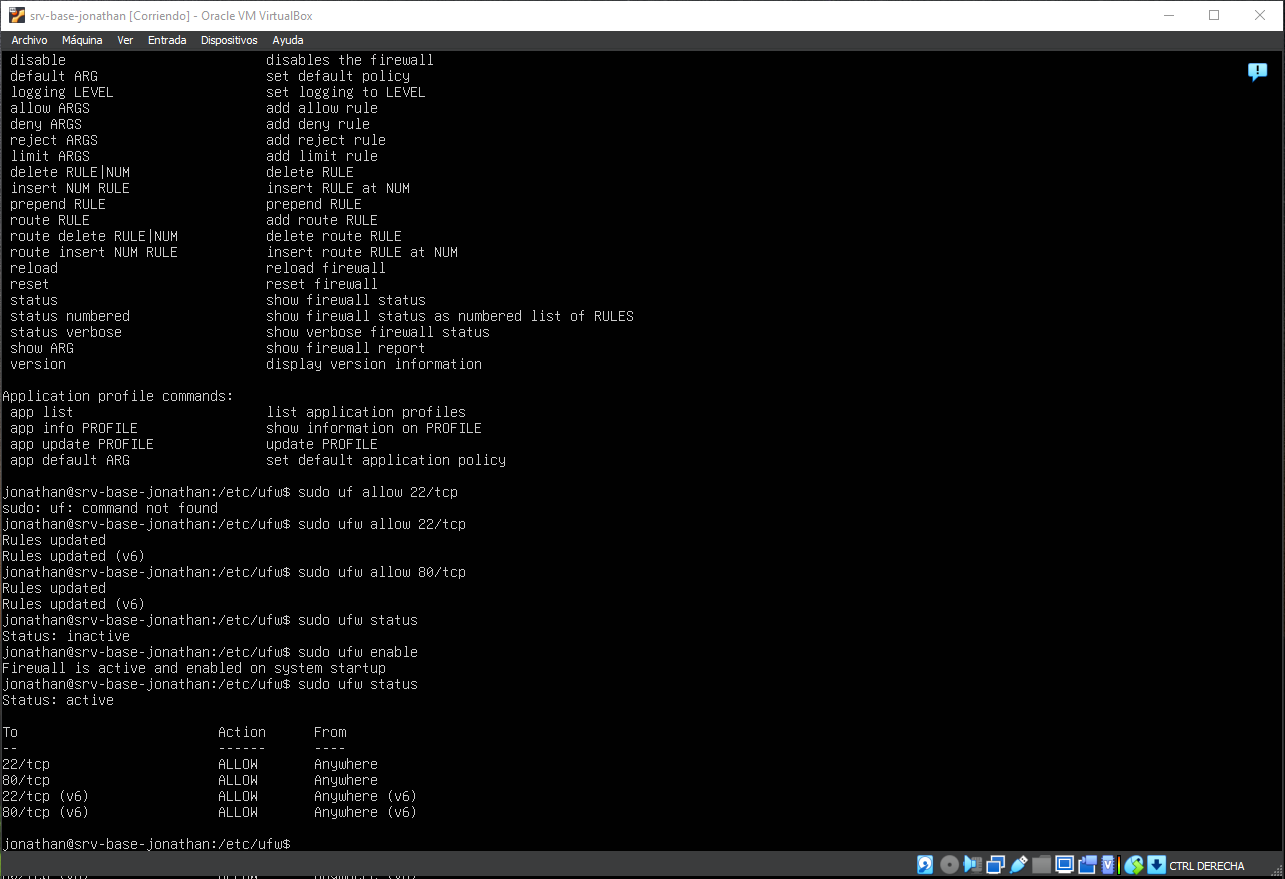 srv-base-jonathan [Corriendo] - Oracle VM VirtualBox
Archivo Máquina Ver Entrada Dispositivos Ayuda
disable disables the firewall
default ARG set default policy
logging LEVEL set logging to LEVEL
allow ARGS add allow rule
deny ARGS add deny rule
reject ARGS add reject rule
limit ARGS add limit rule
delete RULE|NUM delete RULE
insert NUM RULE insert RULE at NUM
prepend RULE prepend RULE
route RULE add route RULE
route delete RULE|NUM delete route RULE
route insert NUM RULE insert route RULE at NUM
reload reload firewall
reset reset firewall
status show firewall status
status numbered show firewall status as numbered list of RULES
status verbose show verbose firewall status
show ARG show firewall report
version display version information
Application profile commands:
app list list application profiles
app info PROFILE show information on PROFILE
app update PROFILE update PROFILE
app default ARG set default application policy
jonathan@srv-base-jonathan:/etc/ufw$ sudo uf allow 22/tcp
sudo: uf: command not found
jonathan@srv-base-jonathan:/etc/ufw$ sudo ufw allow 22/tcp
Rules updated
Rules updated (v6)
jonathan@srv-base-jonathan:/etc/ufw$ sudo ufw allow 80/tcp
Rules updated
Rules updated (v6)
jonathan@srv-base-jonathan:/etc/ufw$ sudo ufw status
Status: inactive
jonathan@srv-base-jonathan:/etc/ufw$ sudo ufw enable
Firewall is active and enabled on system startup
jonathan@srv-base-jonathan:/etc/ufw$ sudo ufw status
Status: active
To Action From
-- ------ ----
22/tcp ALLOW Anywhere
80/tcp ALLOW Anywhere
22/tcp (v6) ALLOW Anywhere (v6)
80/tcp (v6) ALLOW Anywhere (v6)
jonathan@srv-base-jonathan:/etc/ufw$
CTRL DERECHA